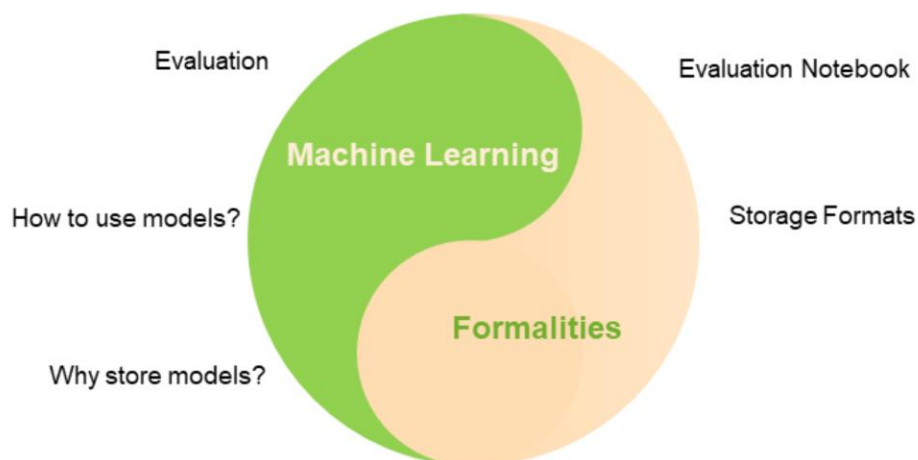 Evaluation
Evaluation Notebook
Machine Learning
How to use models?
Storage Formats
Formalities
Why store models?